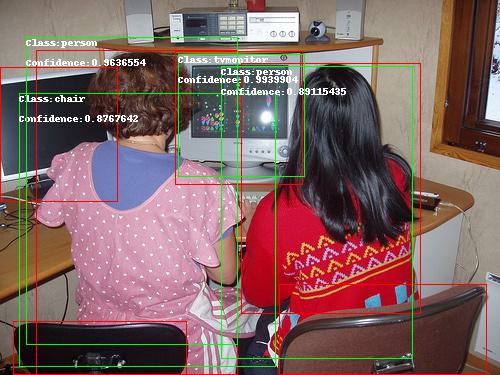 Class:person
Confidence:0.9636554
Class:tvmonitor
Confidence:0.9939904
Class:person
Confidence:0.89115435
Class:chair
Confidence:0.8767642